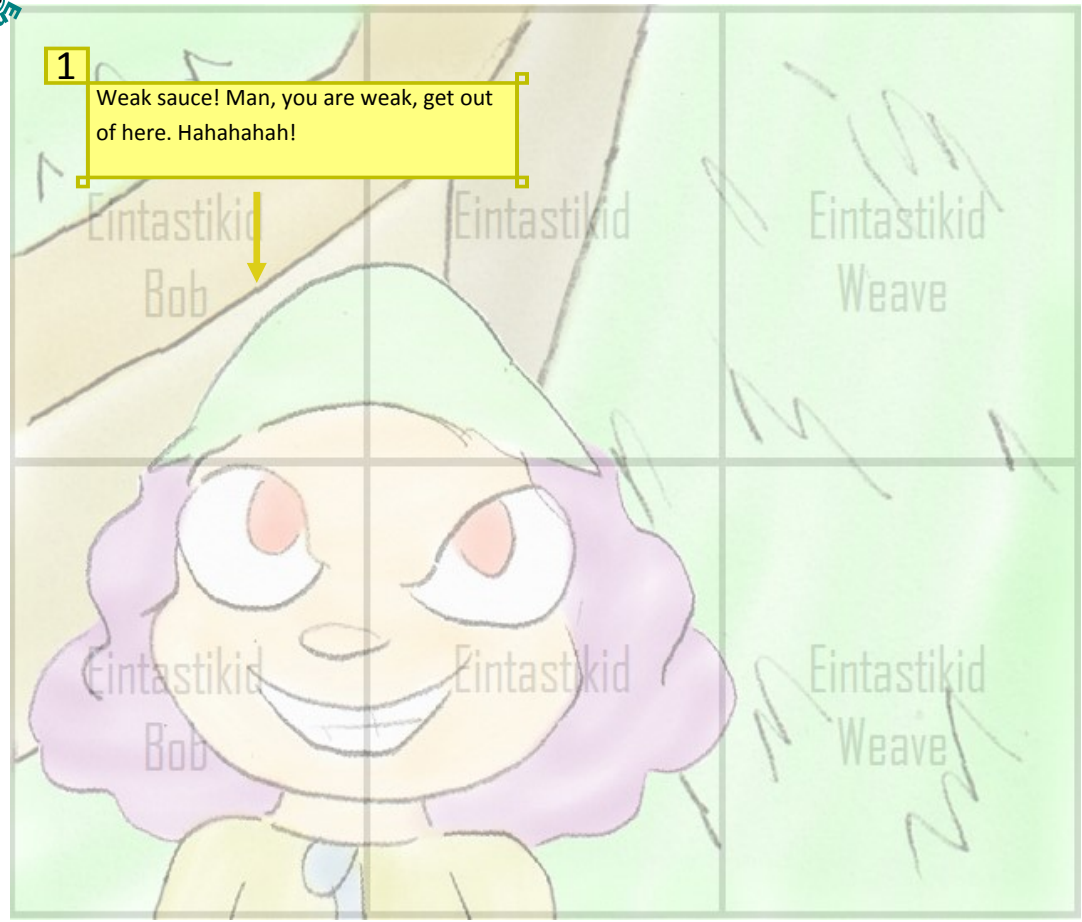 1
Weak sauce! Man, you are weak, get out
of here. Hahahahah!
Eintastikid
Bob
Eintastikid
Eintastikid
Weave
Eintastikid
Bob
Eintastikid
Eintastikid
Weave